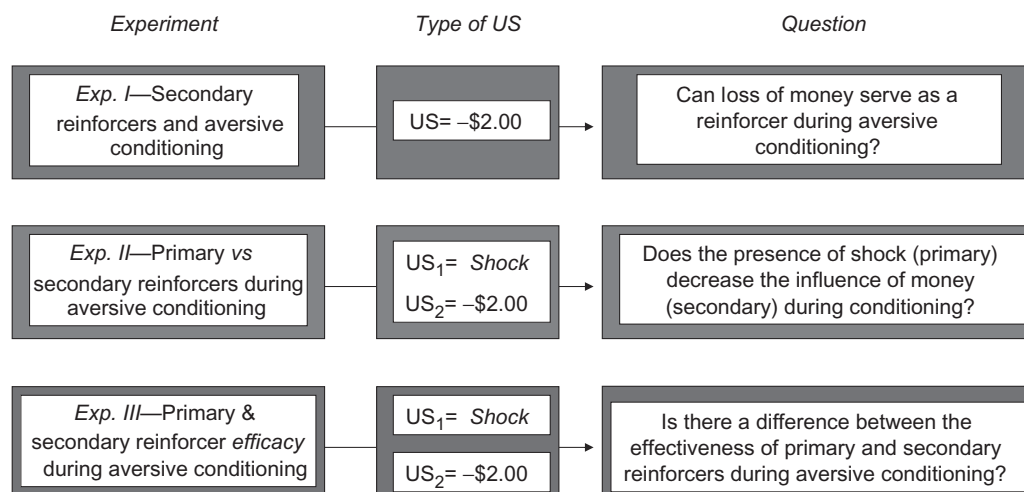 Experiment
Type of US
Question
Exp. I—Secondary
reinforcers and aversive
conditioning
US= –$2.00
Can loss of money serve as a
reinforcer during aversive
conditioning?
Exp. II—Primary vs
secondary reinforcers during
aversive conditioning
US1= Shock
US2= –$2.00
Does the presence of shock (primary)
decrease the influence of money
(secondary) during conditioning?
Exp. III—Primary &
secondary reinforcer efficacy
during aversive conditioning
US1= Shock
US2= –$2.00
Is there a difference between the
effectiveness of primary and secondary
reinforcers during aversive conditioning?